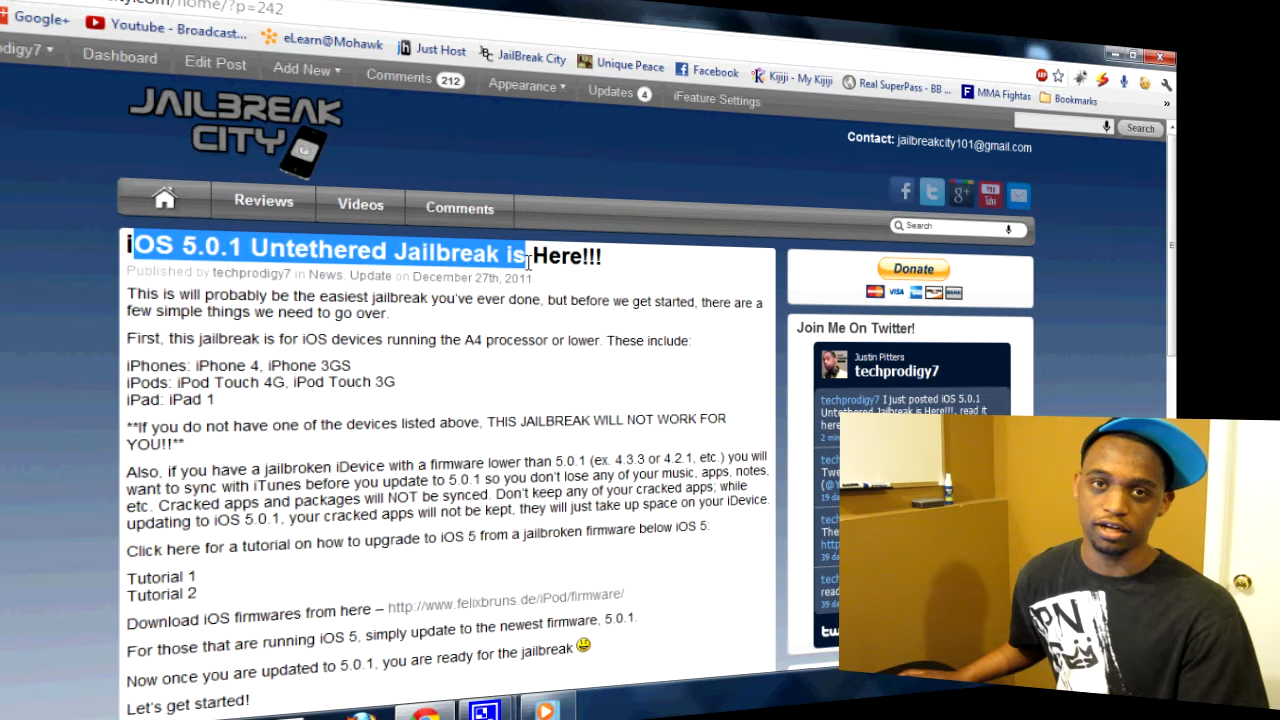 /home/?p=242
Google+
Youtube - Broadcast...
eLearn@Mohawk
Just Host
JailBreak City
Unique Peace
Facebook
Kijiji - My Kijiji
Real SuperPass - BB ...
MMA Fightas
Bookmarks
Dashboard
Edit Post
Add New
Comments 212
Appearance
Updates 4
iFeature Settings
Search
JAILBREAK
CITY
Contact: jailbreakcity101@gmail.com
Reviews
Videos
Comments
Search
iOS 5.0.1 Untethered Jailbreak is Here!!!
Published by techprodigy7 in News. Update on December 27th, 2011
This is will probably be the easiest jailbreak you've ever done, but before we get started, there are a
few simple things we need to go over.
First, this jailbreak is for iOS devices running the A4 processor or lower. These include:
iPhones: iPhone 4, iPhone 3GS
iPods: iPod Touch 4G, iPod Touch 3G
iPad: iPad 1
**If you do not have one of the devices listed above, THIS JAILBREAK WILL NOT WORK FOR
YOU!!**
Also, if you have a jailbroken iDevice with a firmware lower than 5.0.1 (ex. 4.3.3 or 4.2.1, etc.) you will
want to sync with iTunes before you update to 5.0.1 so you don't lose any of your music, apps, notes,
etc. Cracked apps and packages will NOT be synced. Don't keep any of your cracked apps; while
updating to iOS 5.0.1, your cracked apps will not be kept, they will just take up space on your iDevice.
Click here for a tutorial on how to upgrade to iOS 5 from a jailbroken firmware below iOS 5:
Tutorial 1
Tutorial 2
Download iOS firmwares from here – http://www.felixbruns.de/iPod/firmware/
For those that are running iOS 5, simply update to the newest firmware, 5.0.1.
Now once you are updated to 5.0.1, you are ready for the jailbreak
Let's get started!
Donate
VISA
Join Me On Twitter!
Justin Pitters
techprodigy7
techprodigy7 I just posted iOS 5.0.1
Untethered Jailbreak is Here!!!, read it
here
2 min
19 da
39 da
39 da